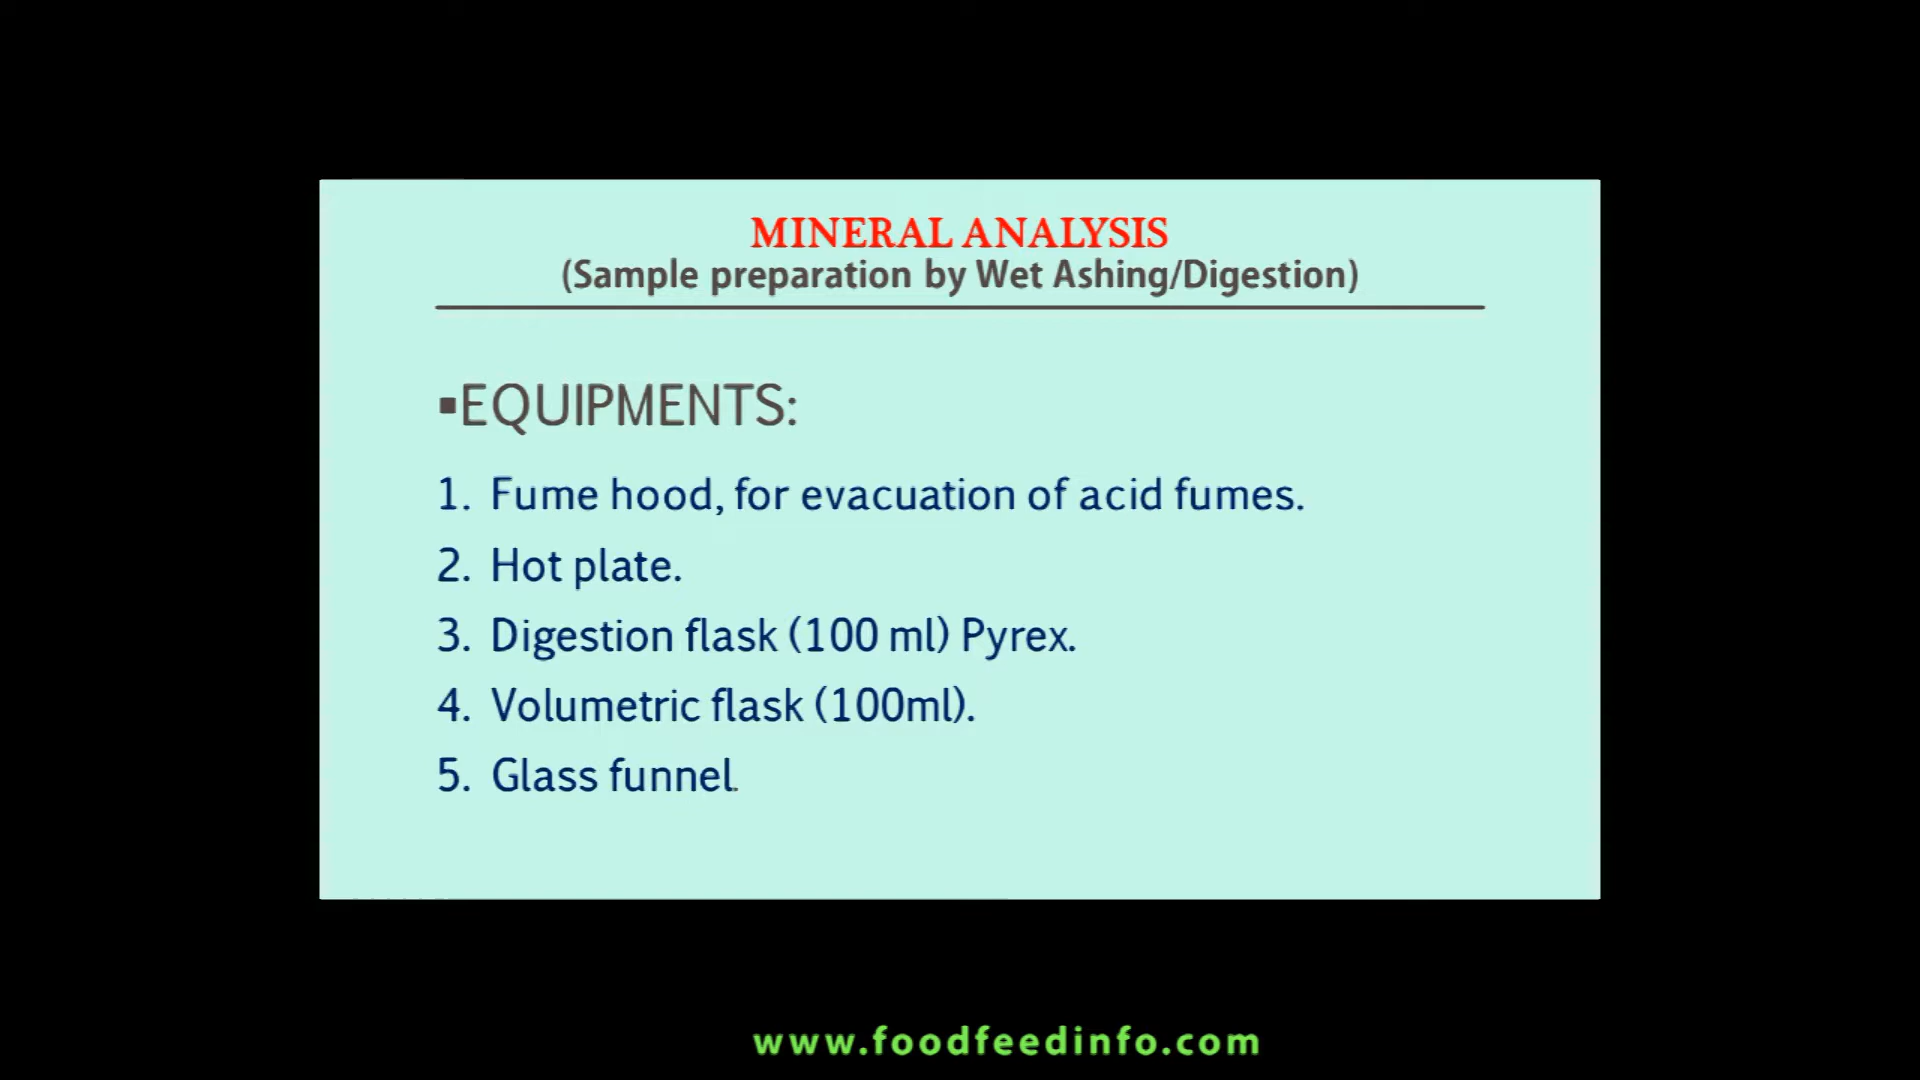 MINERAL ANALYSIS
(Sample preparation by Wet Ashing/Digestion)
▪EQUIPMENTS:
1. Fume hood, for evacuation of acid fumes.
2. Hot plate.
3. Digestion flask (100 ml) Pyrex.
4. Volumetric flask (100ml).
5. Glass funnel.
www.foodfeedinfo.com